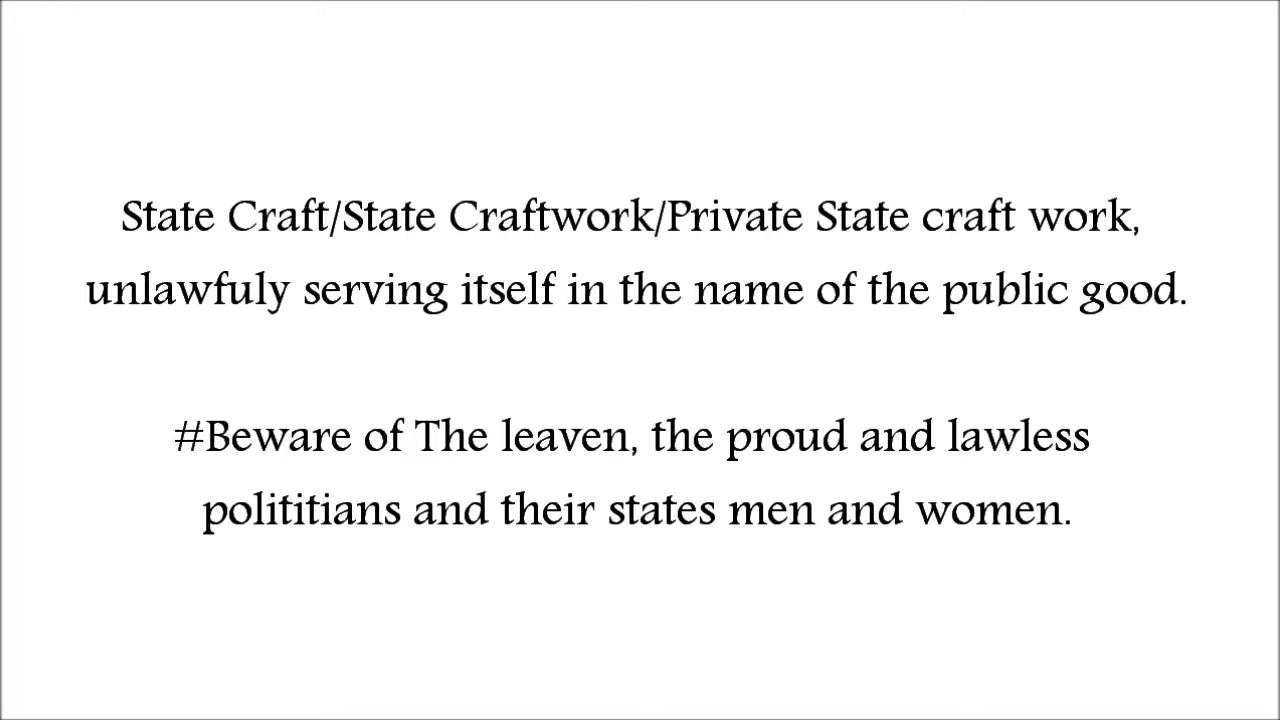 State Craft/State Craftwork/Private State craft work,
unlawfuly serving itself in the name of the public good.
#Beware of The leaven, the proud and lawless
polititians and their states men and women.